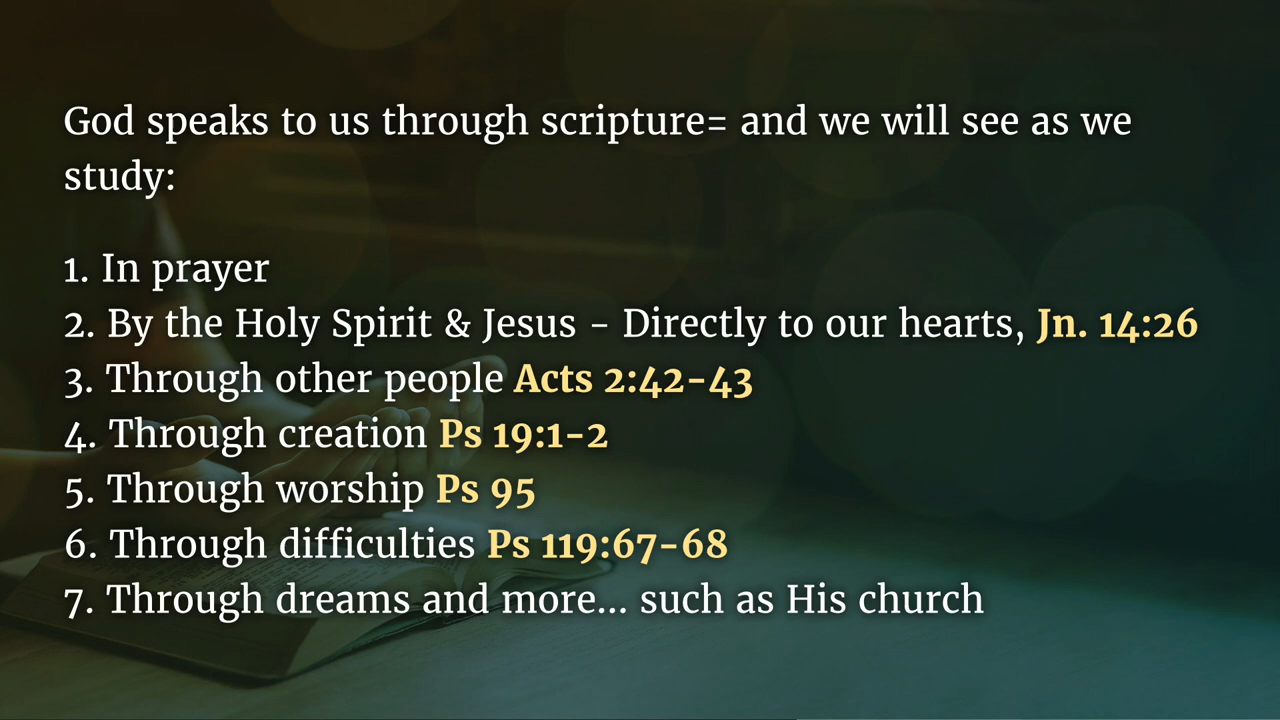 God speaks to us through scripture= and we will see as we
study:
1. In prayer
2. By the Holy Spirit & Jesus - Directly to our hearts, Jn. 14:26
3. Through other people Acts 2:42-43
4. Through creation Ps 19:1-2
5. Through worship Ps 95
6. Through difficulties Ps 119:67-68
7. Through dreams and more... such as His church